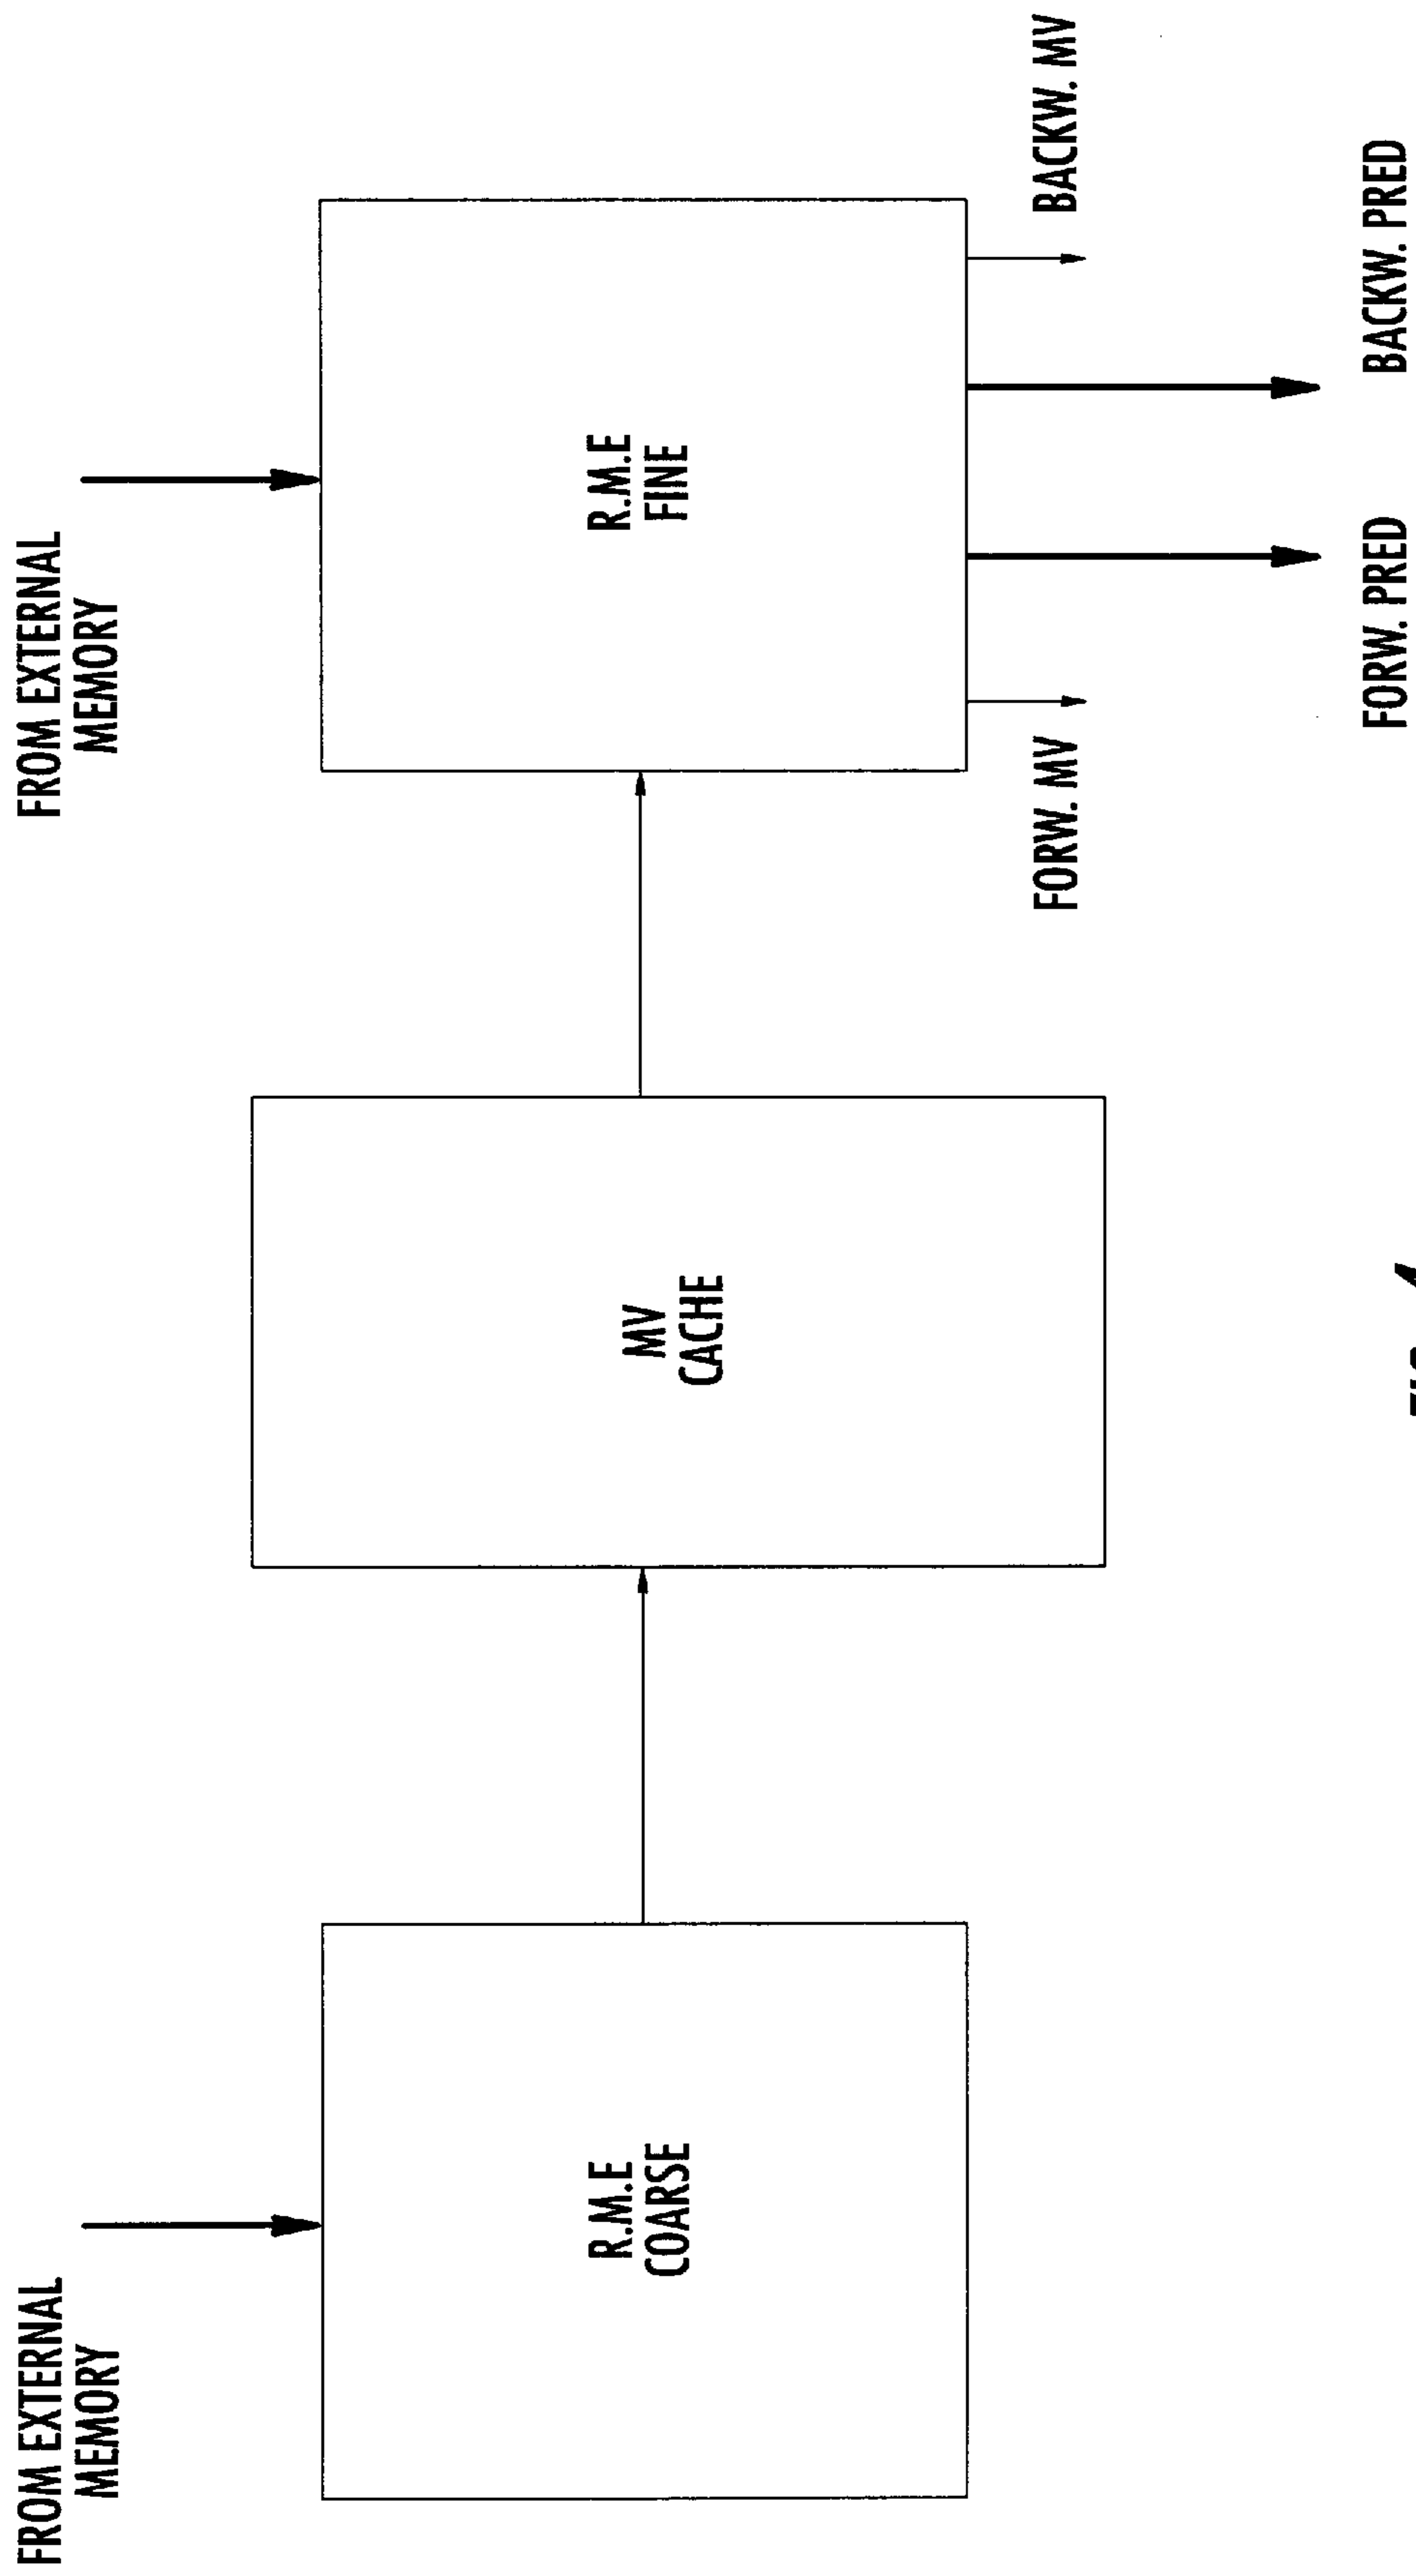 FROM EXTERNAL
MEMORY
FROM EXTERNAL
MEMORY
R.M.E
COARSE
MV
CACHE
R.M.E
FINE
FORW. MV
BACKW. MV
FORW. PRED
BACKW. PRED